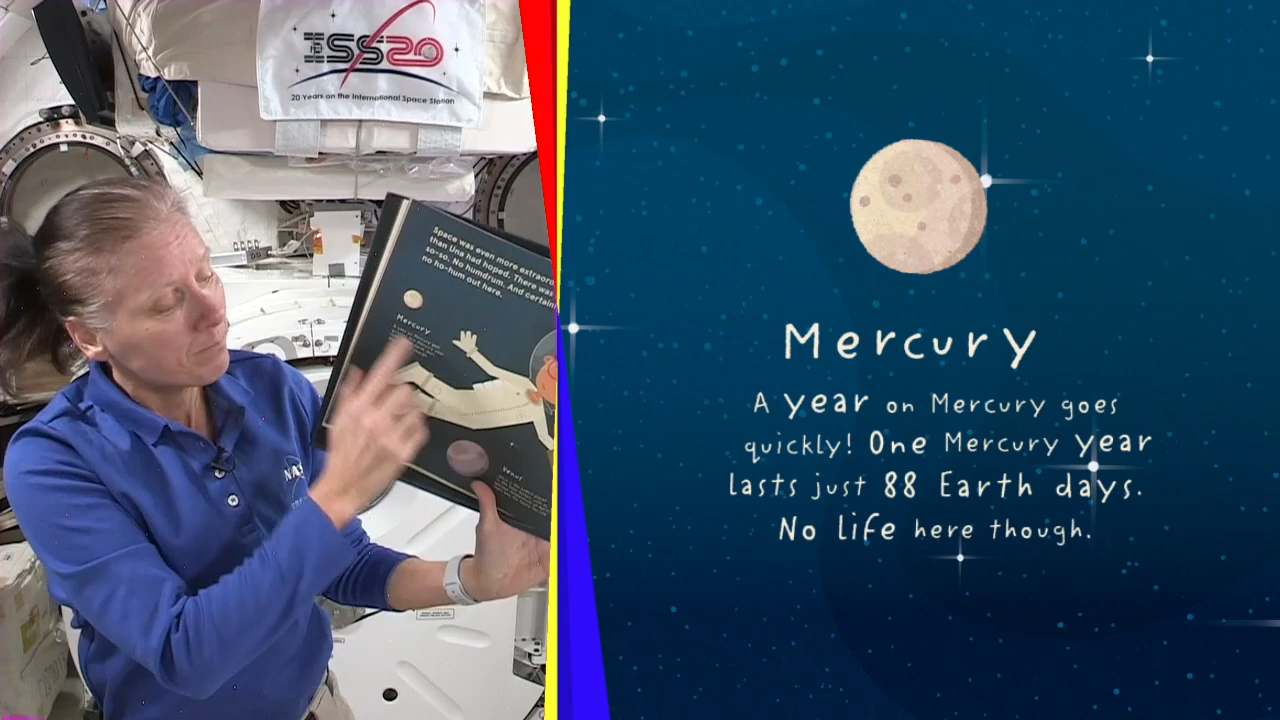 ISS20
20 Years on the International Space Station
Space was even more
than Una had hoped. There was
so-so. No humdrum. And
no ho-hum out here.
Mercury
Venus
NASA
Mercury
A year on Mercury goes
quickly! One Mercury year
lasts just 88 Earth days.
No life here though.